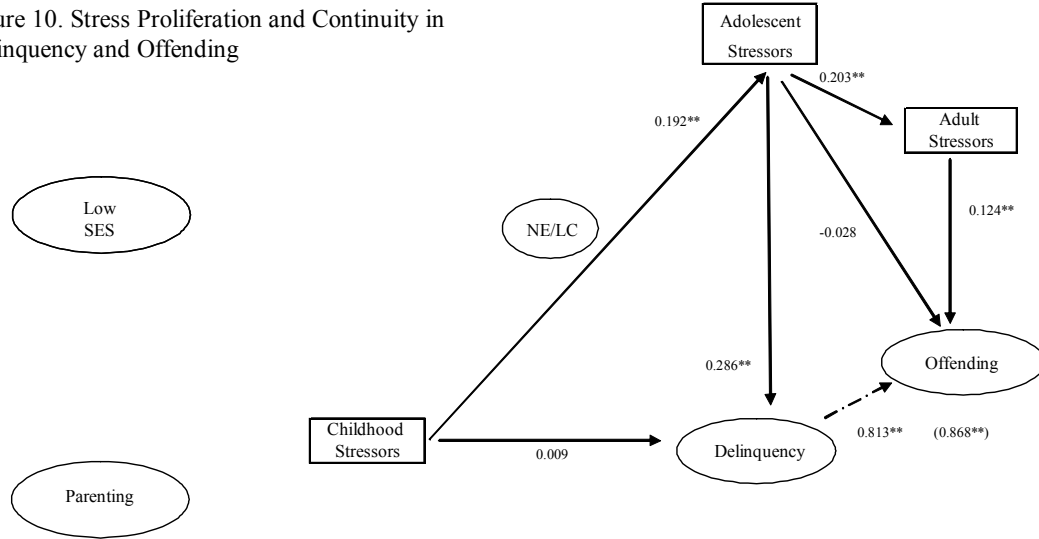 ure 10. Stress Proliferation and Continuity in
inquency and Offending
Adolescent
Stressors
0.203**
0.192**
Adult
Stressors
Low
SES
NE/LC
0.124**
-0.028
0.286**
Offending
Childhood
Stressors
0.009
Delinquency
0.813**
(0.868**)
Parenting